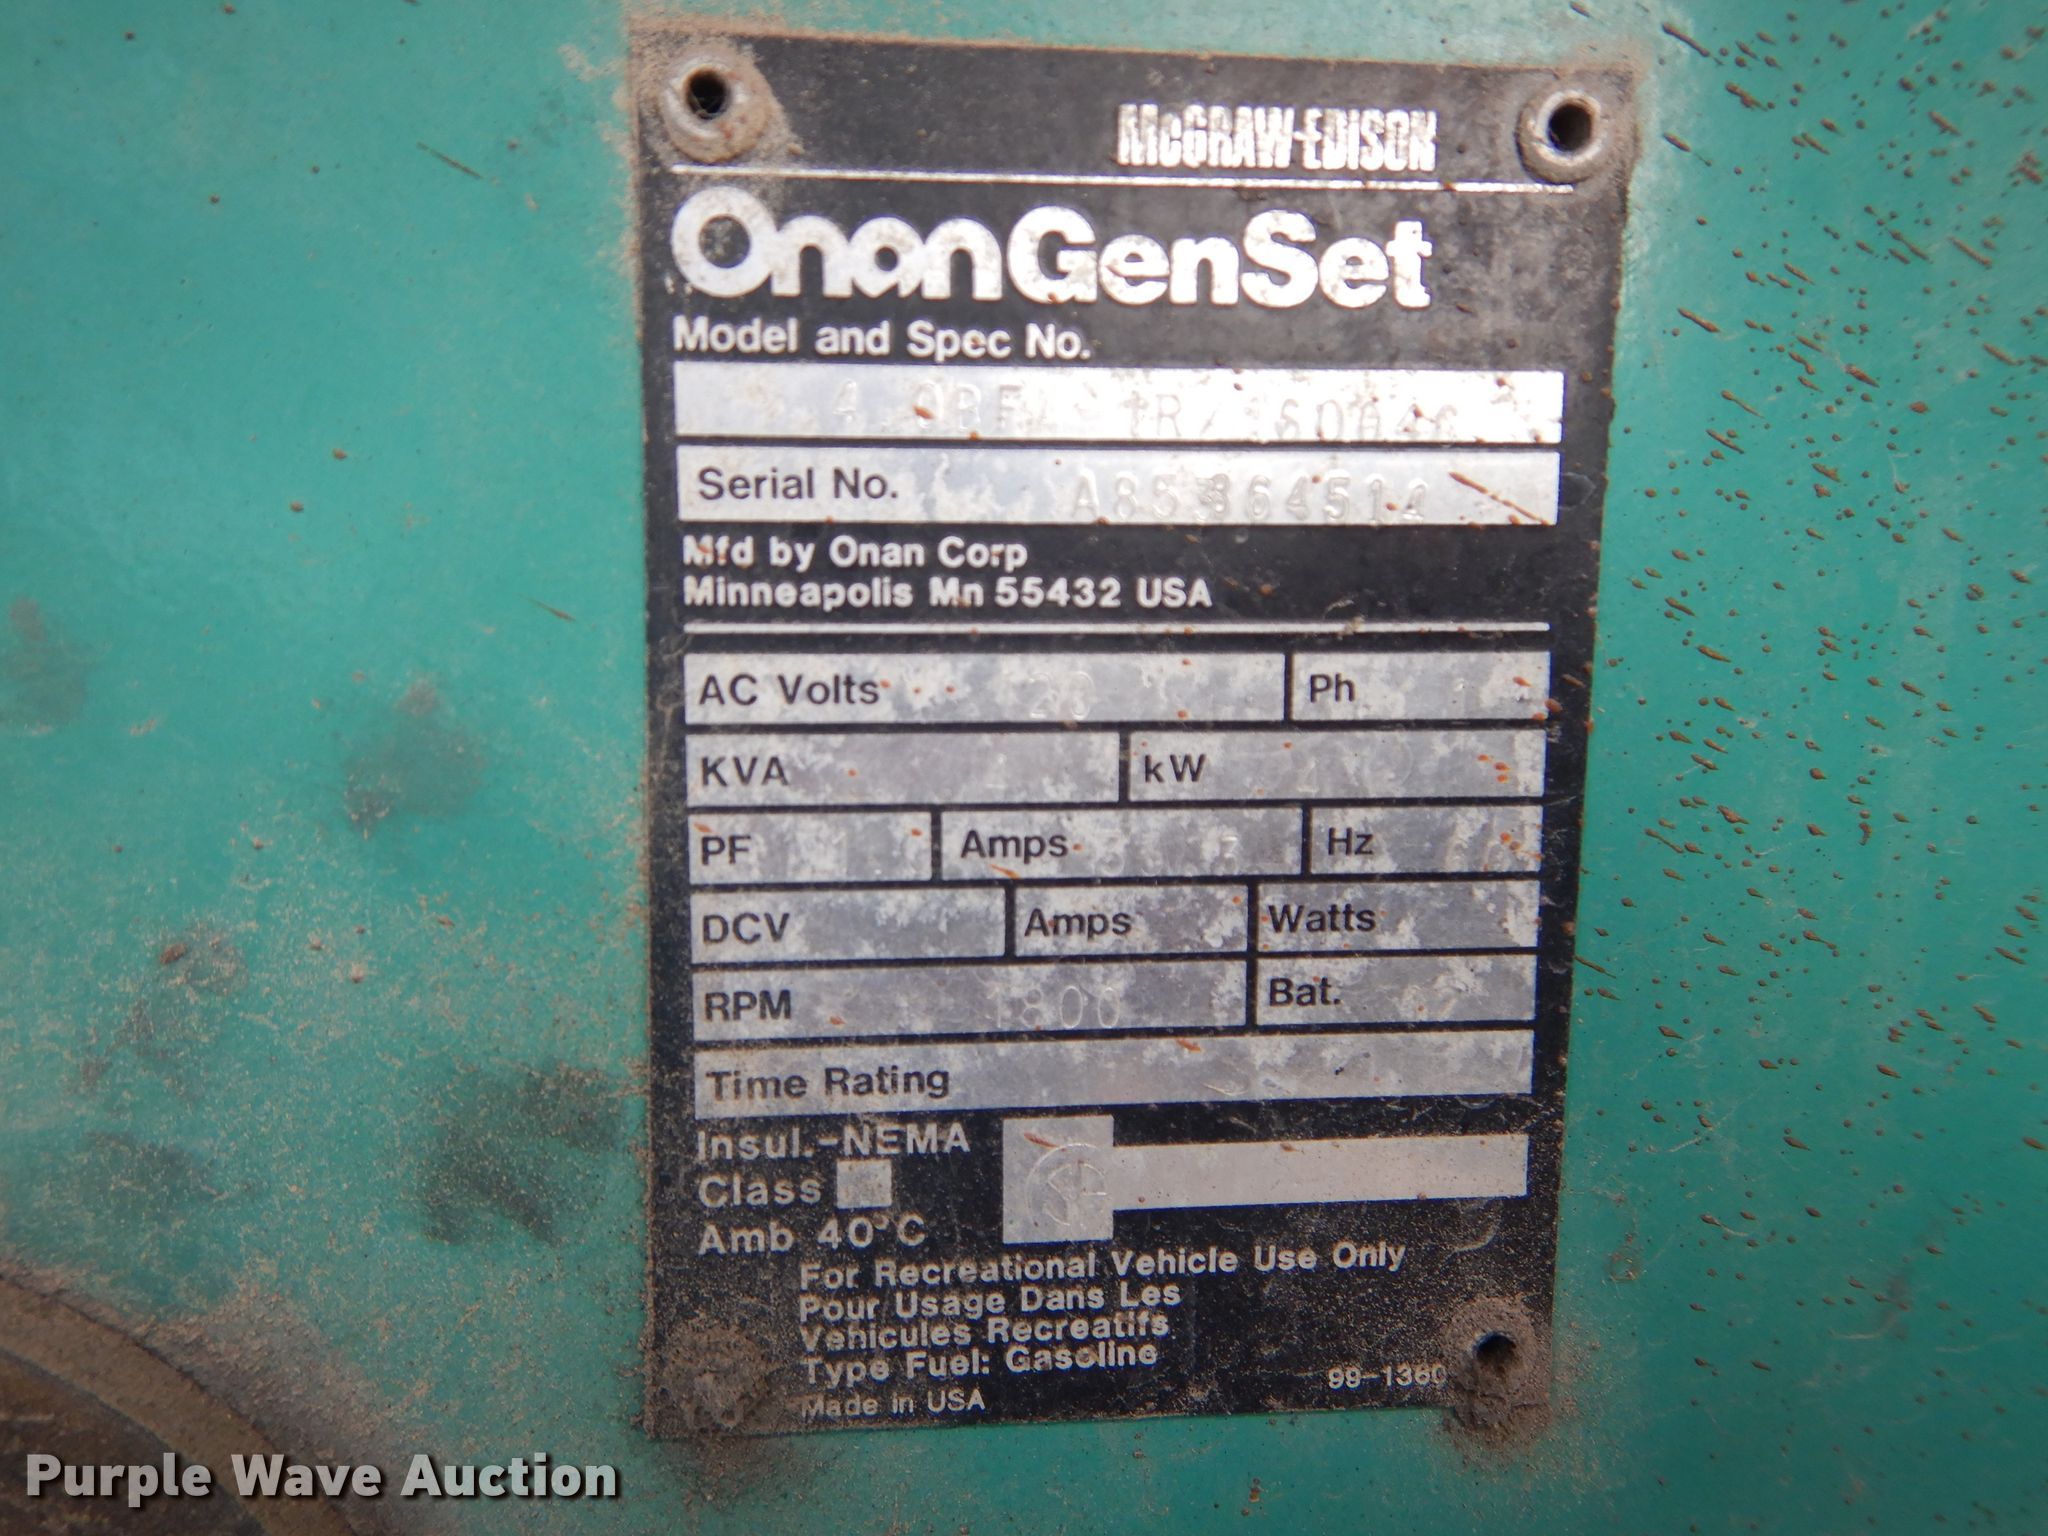 McGRAW-EDISON
OnanGenSet
Model and Spec No.
Serial No. A853364514
Mfd by Onan Corp
Minneapolis Mn 55432 USA
AC Volts Ph
KVA kW
PF Amps Hz
DCV Amps Watts
RPM 1800 Bat.
Time Rating
Insul.-NEMA
Class
Amb 40°C
For Recreational Vehicle Use Only
Pour Usage Dans Les
Vehicules Recreatifs
Type Fuel: Gasoline
Made in USA 99-1360
Purple Wave Auction